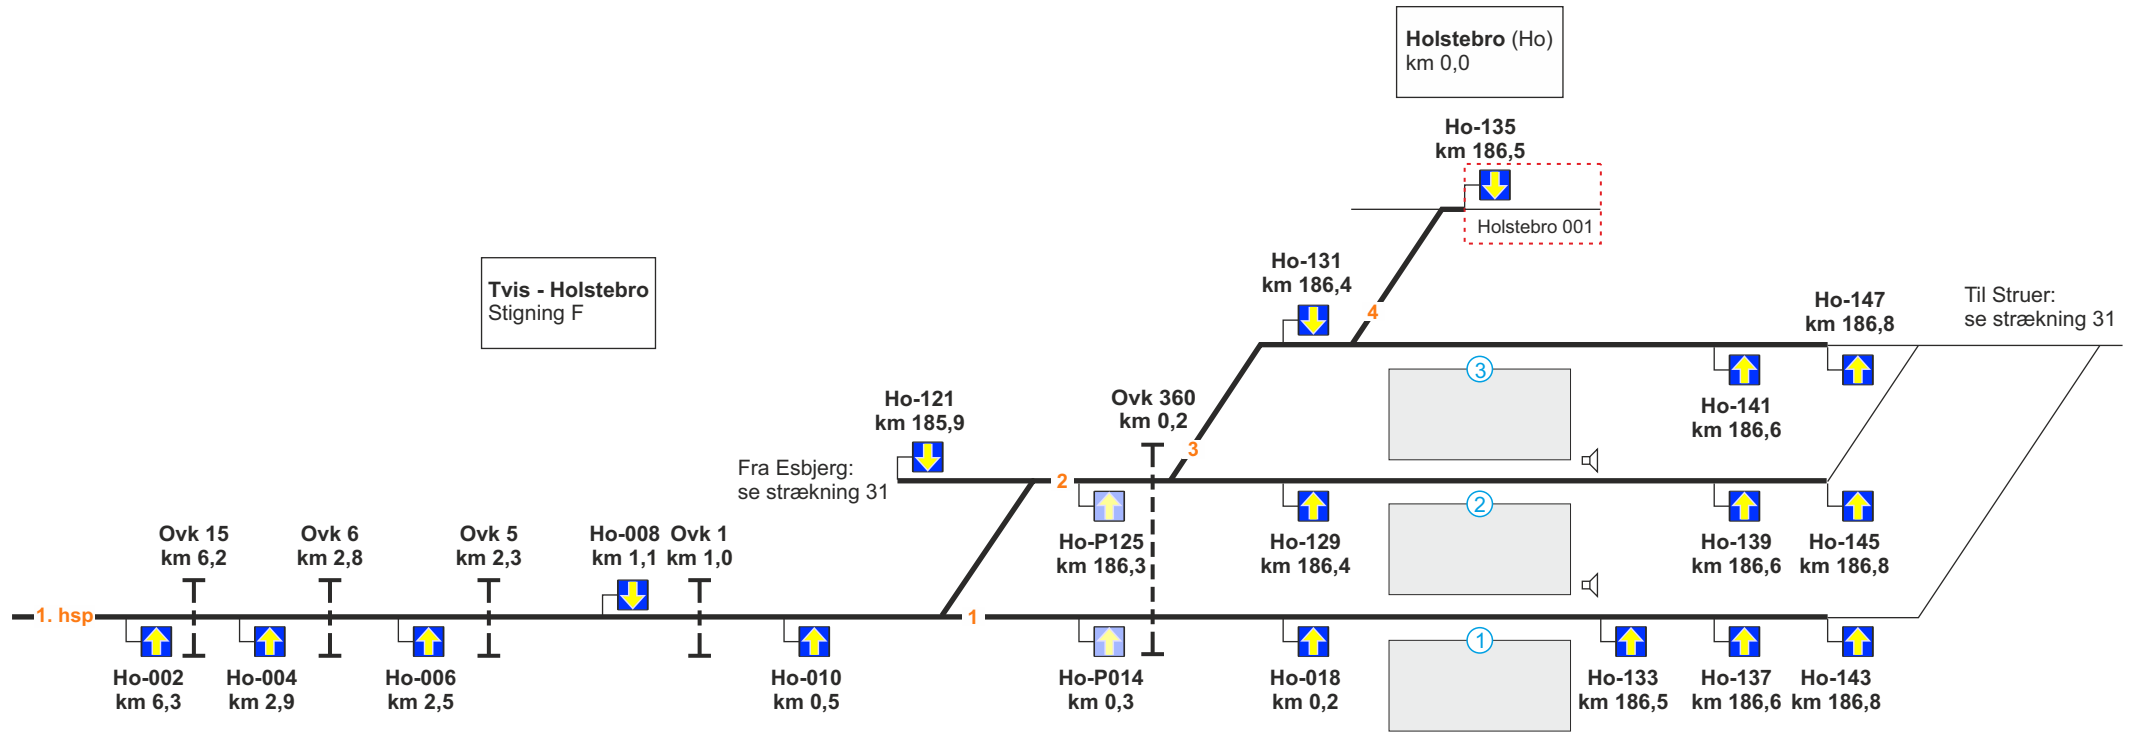 Holstebro (Ho)
km 0,0
Ho-135
km 186,5
Holstebro 001
Tvis - Holstebro
Stigning F
Ho-131
km 186,4
4
Ho-147
km 186,8
Til Struer:
se strækning 31
3
Ho-141
km 186,6
Ho-121
km 185,9
Ovk 360
km 0,2
3
Fra Esbjerg:
se strækning 31
2
2
Ho-P125
km 186,3
Ho-129
km 186,4
Ho-139
km 186,6
Ho-145
km 186,8
Ovk 15
km 6,2
Ovk 6
km 2,8
Ovk 5
km 2,3
Ho-008
km 1,1
Ovk 1
km 1,0
1. hsp
1
1
Ho-002
km 6,3
Ho-004
km 2,9
Ho-006
km 2,5
Ho-010
km 0,5
Ho-P014
km 0,3
Ho-018
km 0,2
Ho-133
km 186,5
Ho-137
km 186,6
Ho-143
km 186,8